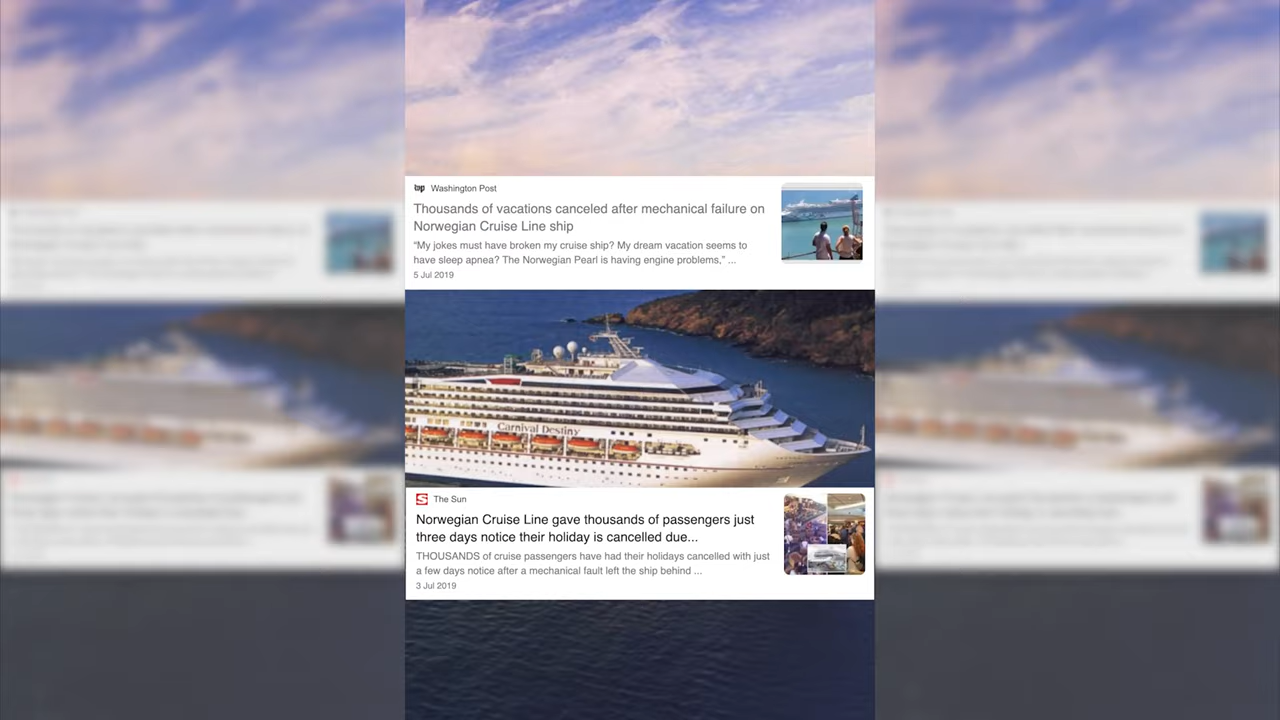 wp Washington Post
Thousands of vacations canceled after mechanical failure on
Norwegian Cruise Line ship
“My jokes must have broken my cruise ship? My dream vacation seems to
have sleep apnea? The Norwegian Pearl is having engine problems,” ...
5 Jul 2019
Carnival Destiny
S The Sun
Norwegian Cruise Line gave thousands of passengers just
three days notice their holiday is cancelled due...
THOUSANDS of cruise passengers have had their holidays cancelled with just
a few days notice after a mechanical fault left the ship behind ...
3 Jul 2019